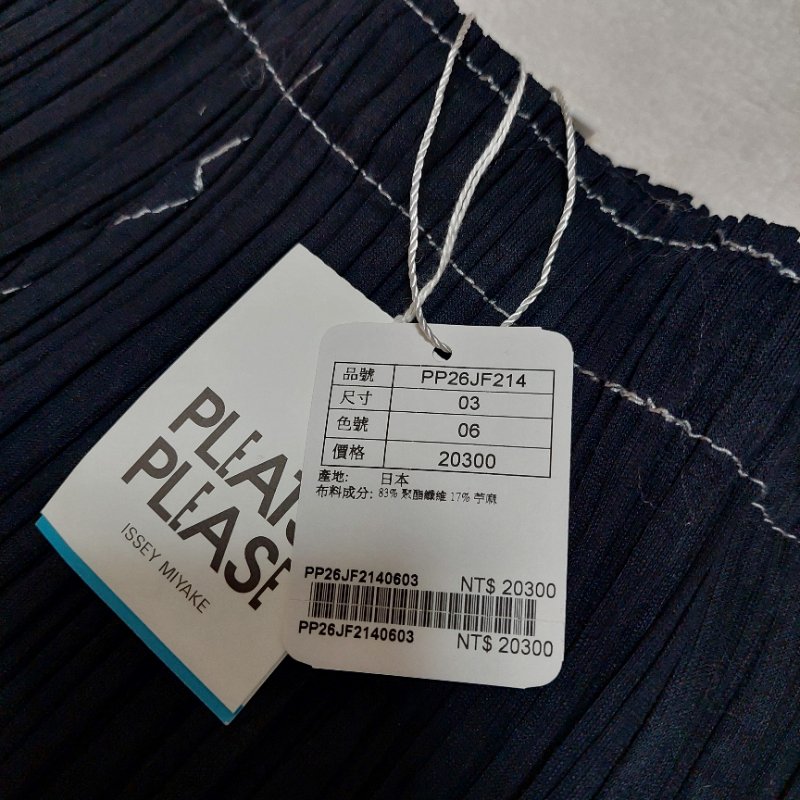 PLEATS
PLEASE
ISSEY MIYAKE
品號 PP26JF214
尺寸 03
色號 06
價格 20300
產地: 日本
布料成分: 83% 聚酯纖維 17% 苧麻
PP26JF2140603 NT$ 20300
PP26JF2140603 NT$ 20300